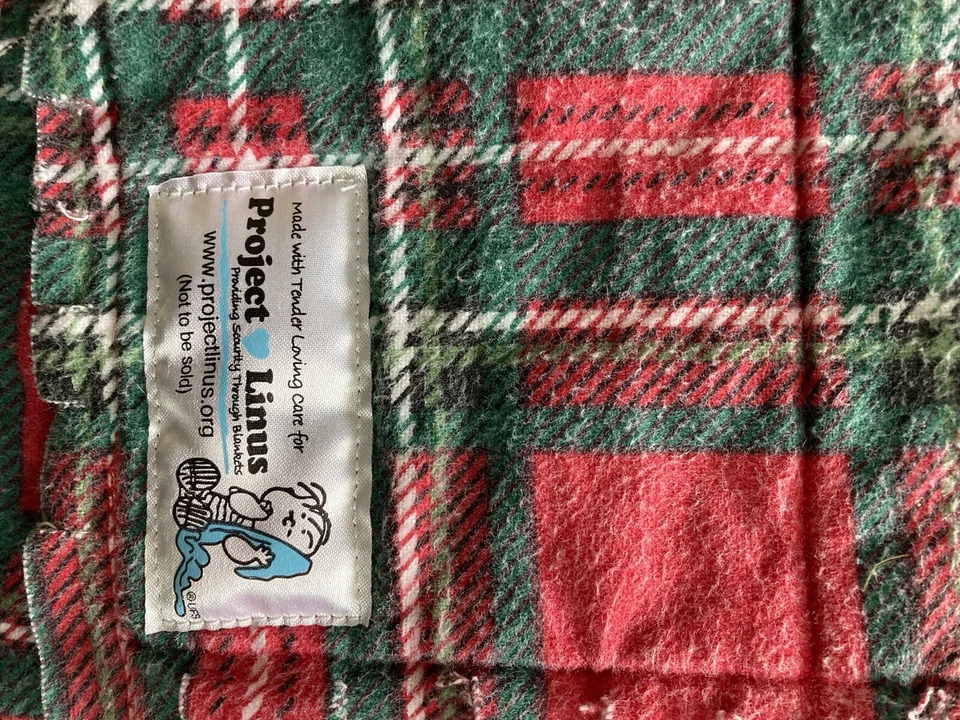 Made with Tender Loving Care for
Project Linus
Providing Security Through Blankets
www.projectlinus.org
(Not to be sold)